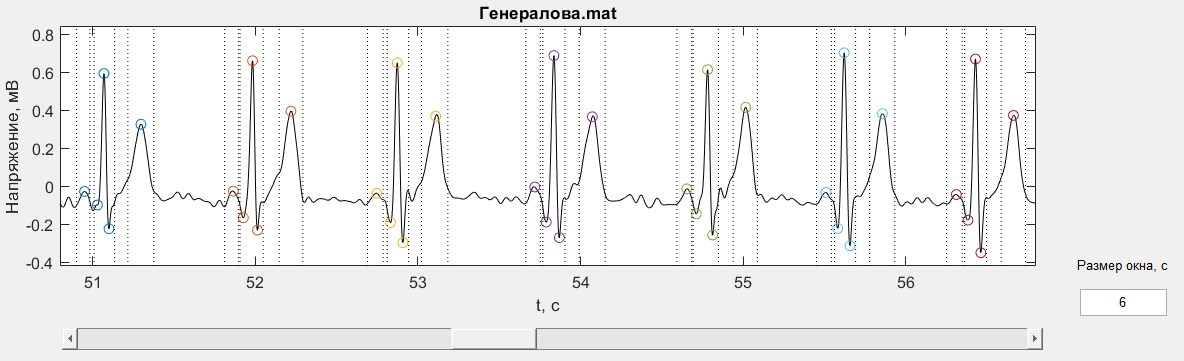 Генералова.mat
Напряжение, мВ
0.8
0.6
0.4
0.2
0
-0.2
-0.4
51 52 53 54 55 56
t, с
Размер окна, с
6